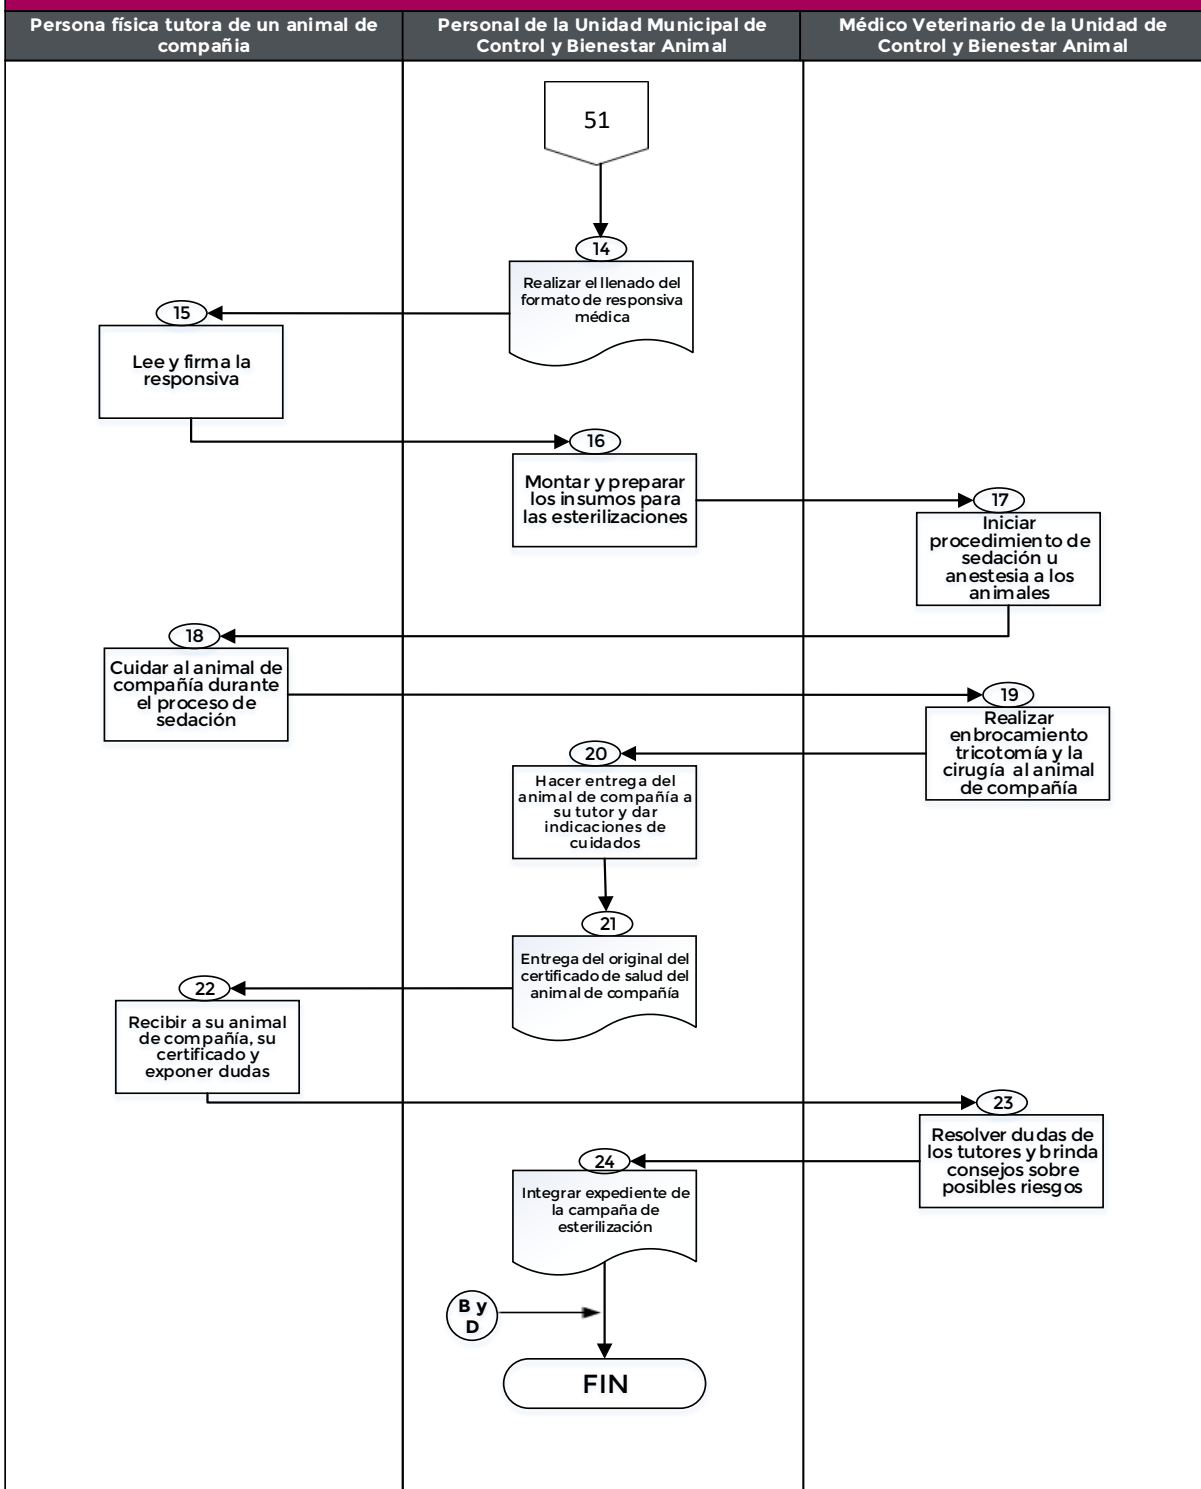 Persona física tutora de un animal de
compañia
Personal de la Unidad Municipal de
Control y Bienestar Animal
Médico Veterinario de la Unidad de
Control y Bienestar Animal
51
14
Realizar el llenado del
formato de responsiva
médica
15
Lee y firma la
responsiva
16
Montar y preparar
los insumos para
las esterilizaciones
17
Iniciar
procedimiento de
sedación u
anestesia a los
animales
18
Cuidar al animal de
compañía durante
el proceso de
sedación
19
Realizar
enbrocamiento
tricotomía y la
cirugía al animal
de compañía
20
Hacer entrega del
animal de compañía a
su tutor y dar
indicaciones de
cuidados
21
Entrega del original del
certificado de salud del
animal de compañía
22
Recibir a su animal
de compañía, su
certificado y
exponer dudas
23
Resolver dudas de
los tutores y brinda
consejos sobre
posibles riesgos
24
Integrar expediente de
la campaña de
esterilización
B y
D
FIN